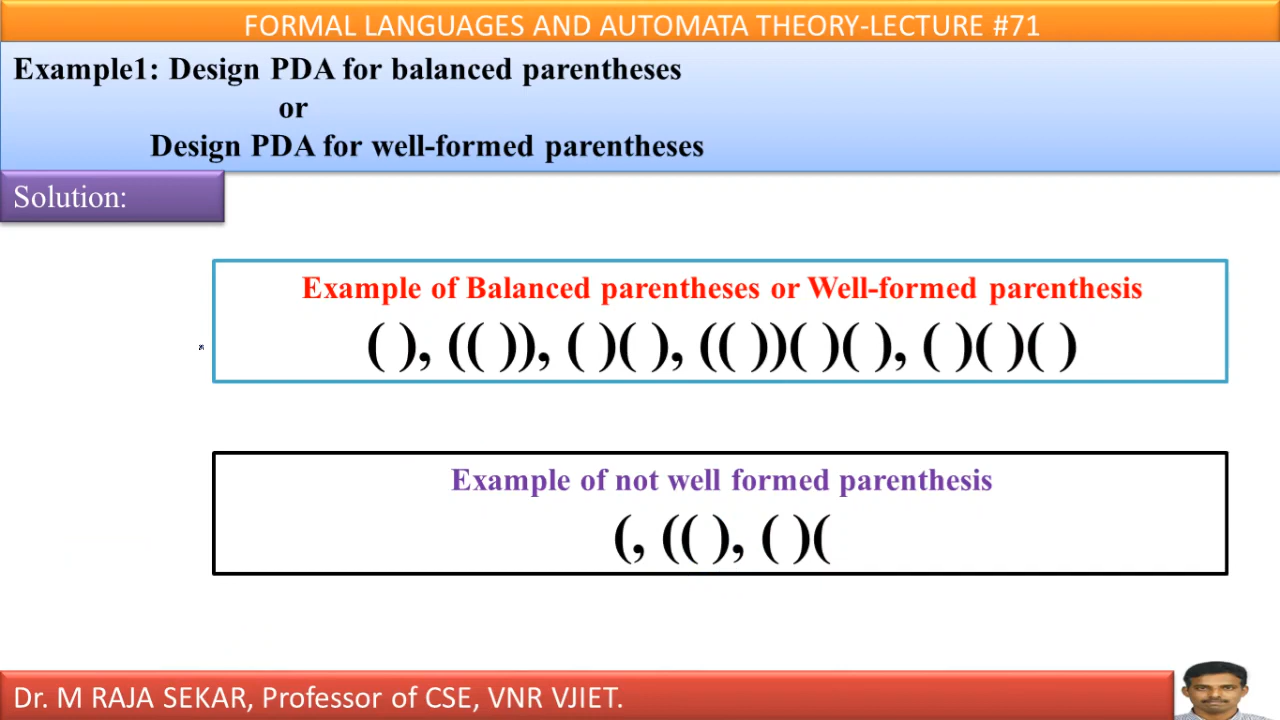 FORMAL LANGUAGES AND AUTOMATA THEORY-LECTURE #71
Example1: Design PDA for balanced parentheses
or
Design PDA for well-formed parentheses
Solution:
Example of Balanced parentheses or Well-formed parenthesis
( ), (( )), ( )( ), (( ))( )( ), ( )( )( )
Example of not well formed parenthesis
(, (( ), ( )(
Dr. M RAJA SEKAR, Professor of CSE, VNR VJIET.